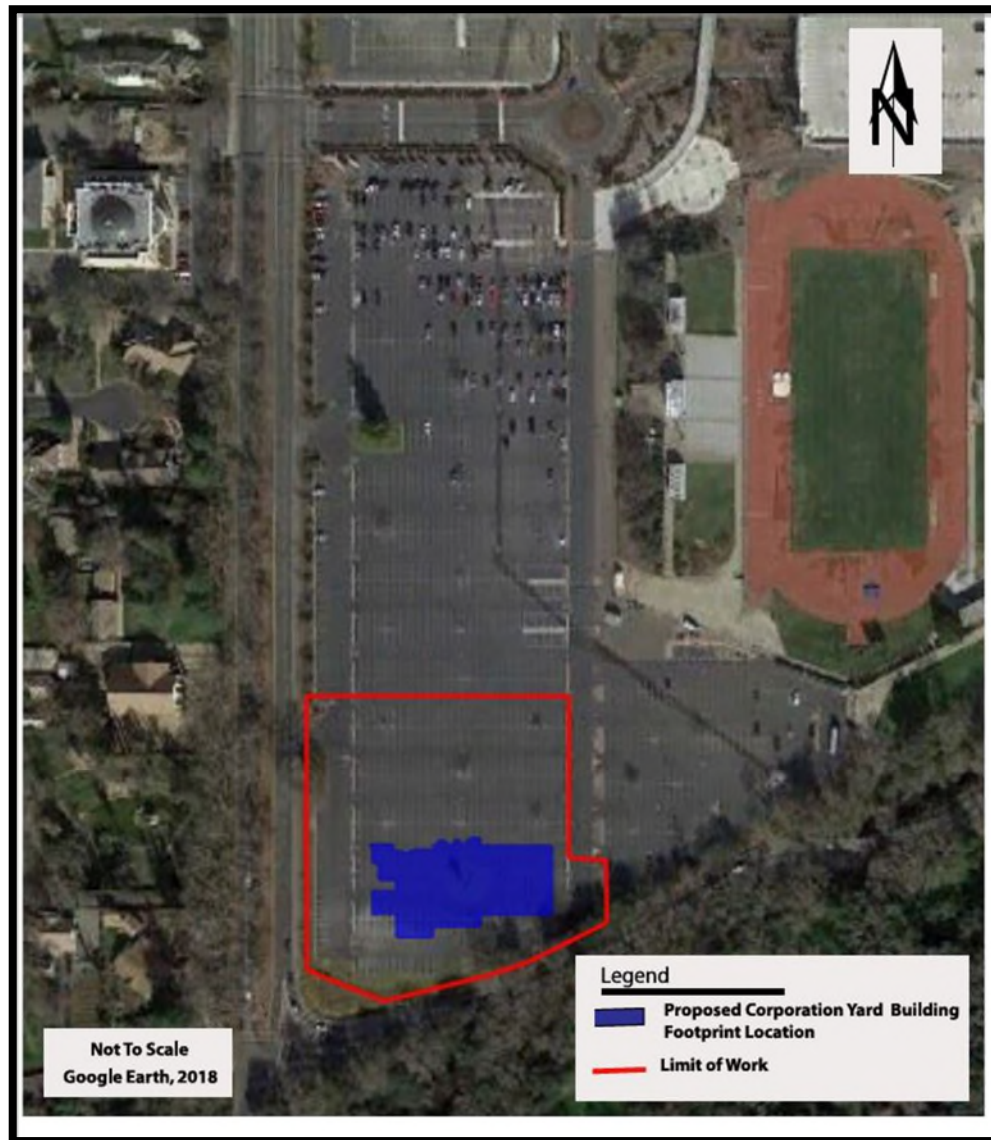 N
Legend
Proposed Corporation Yard Building
Footprint Location
Limit of Work
Not To Scale
Google Earth, 2018